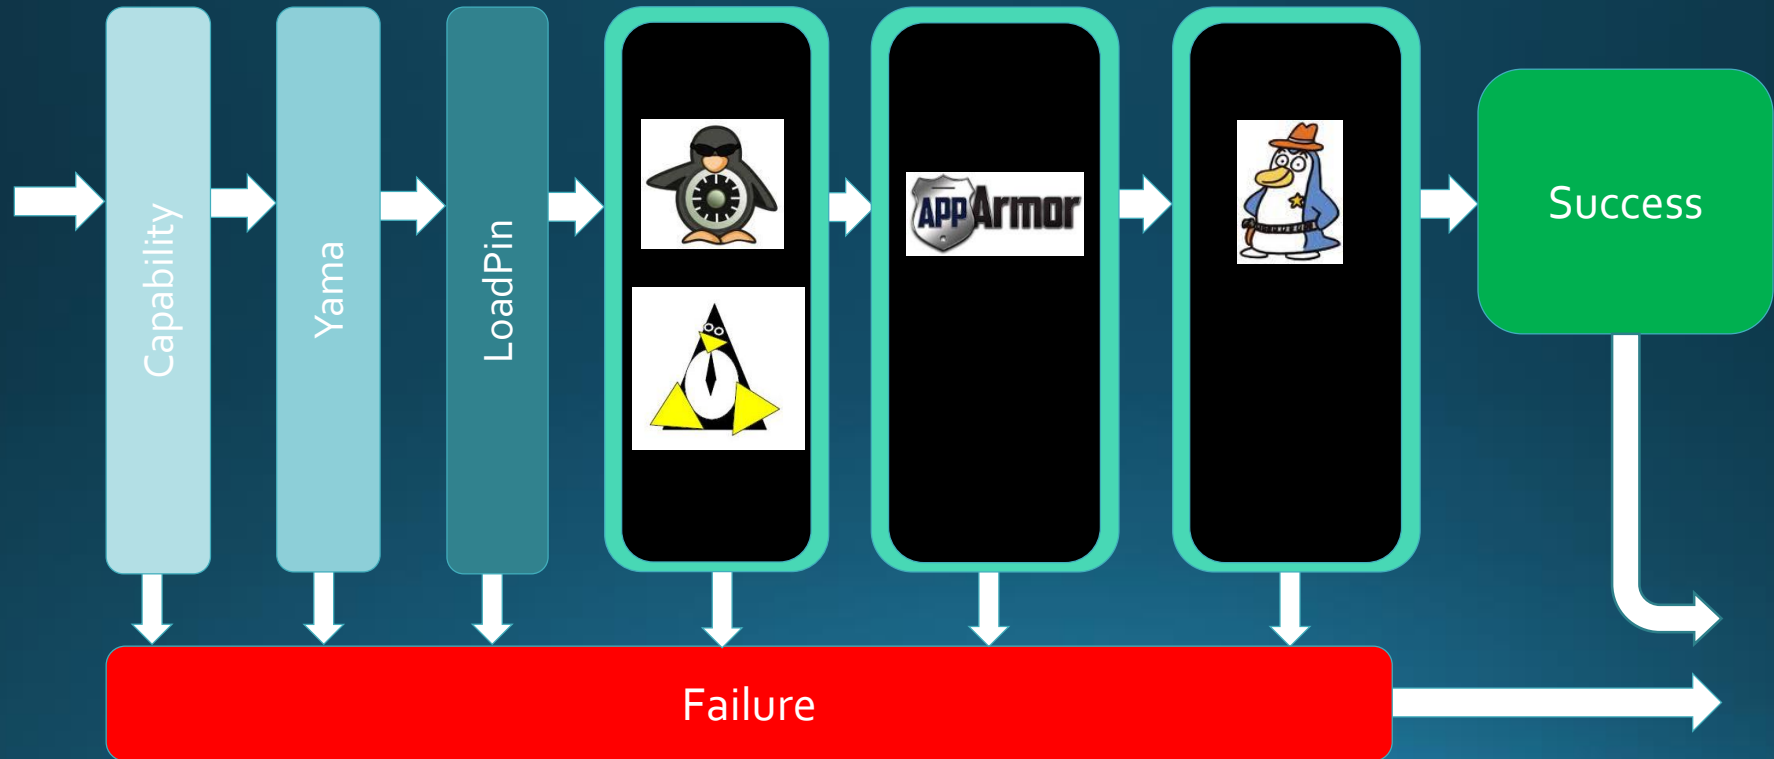 Capability
Yama
LoadPin
APPArmor
Success
Failure